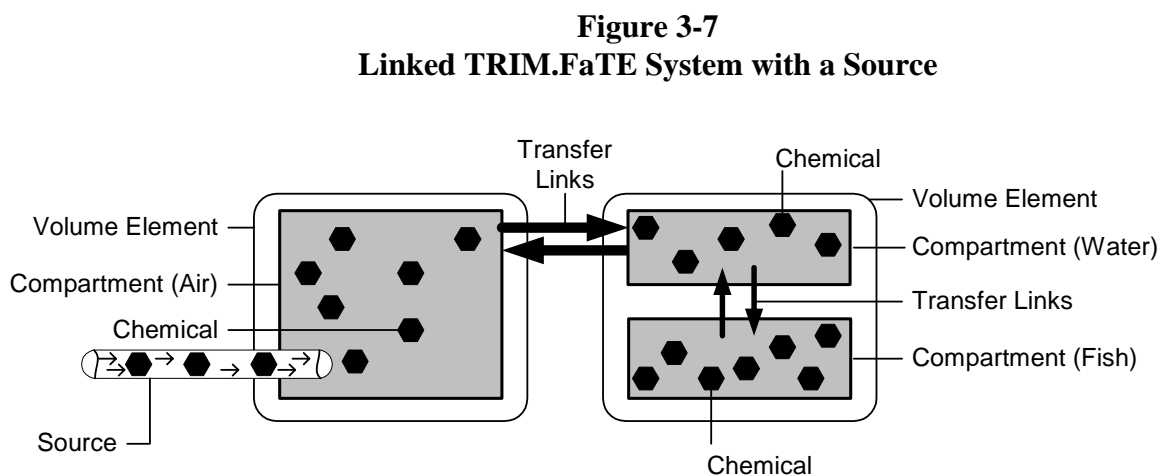 Figure 3-7
Linked TRIM.FaTE System with a Source
Transfer
Links
Chemical
Volume Element
Volume Element
Compartment (Water)
Compartment (Air)
Transfer Links
Chemical
Compartment (Fish)
Source
Chemical